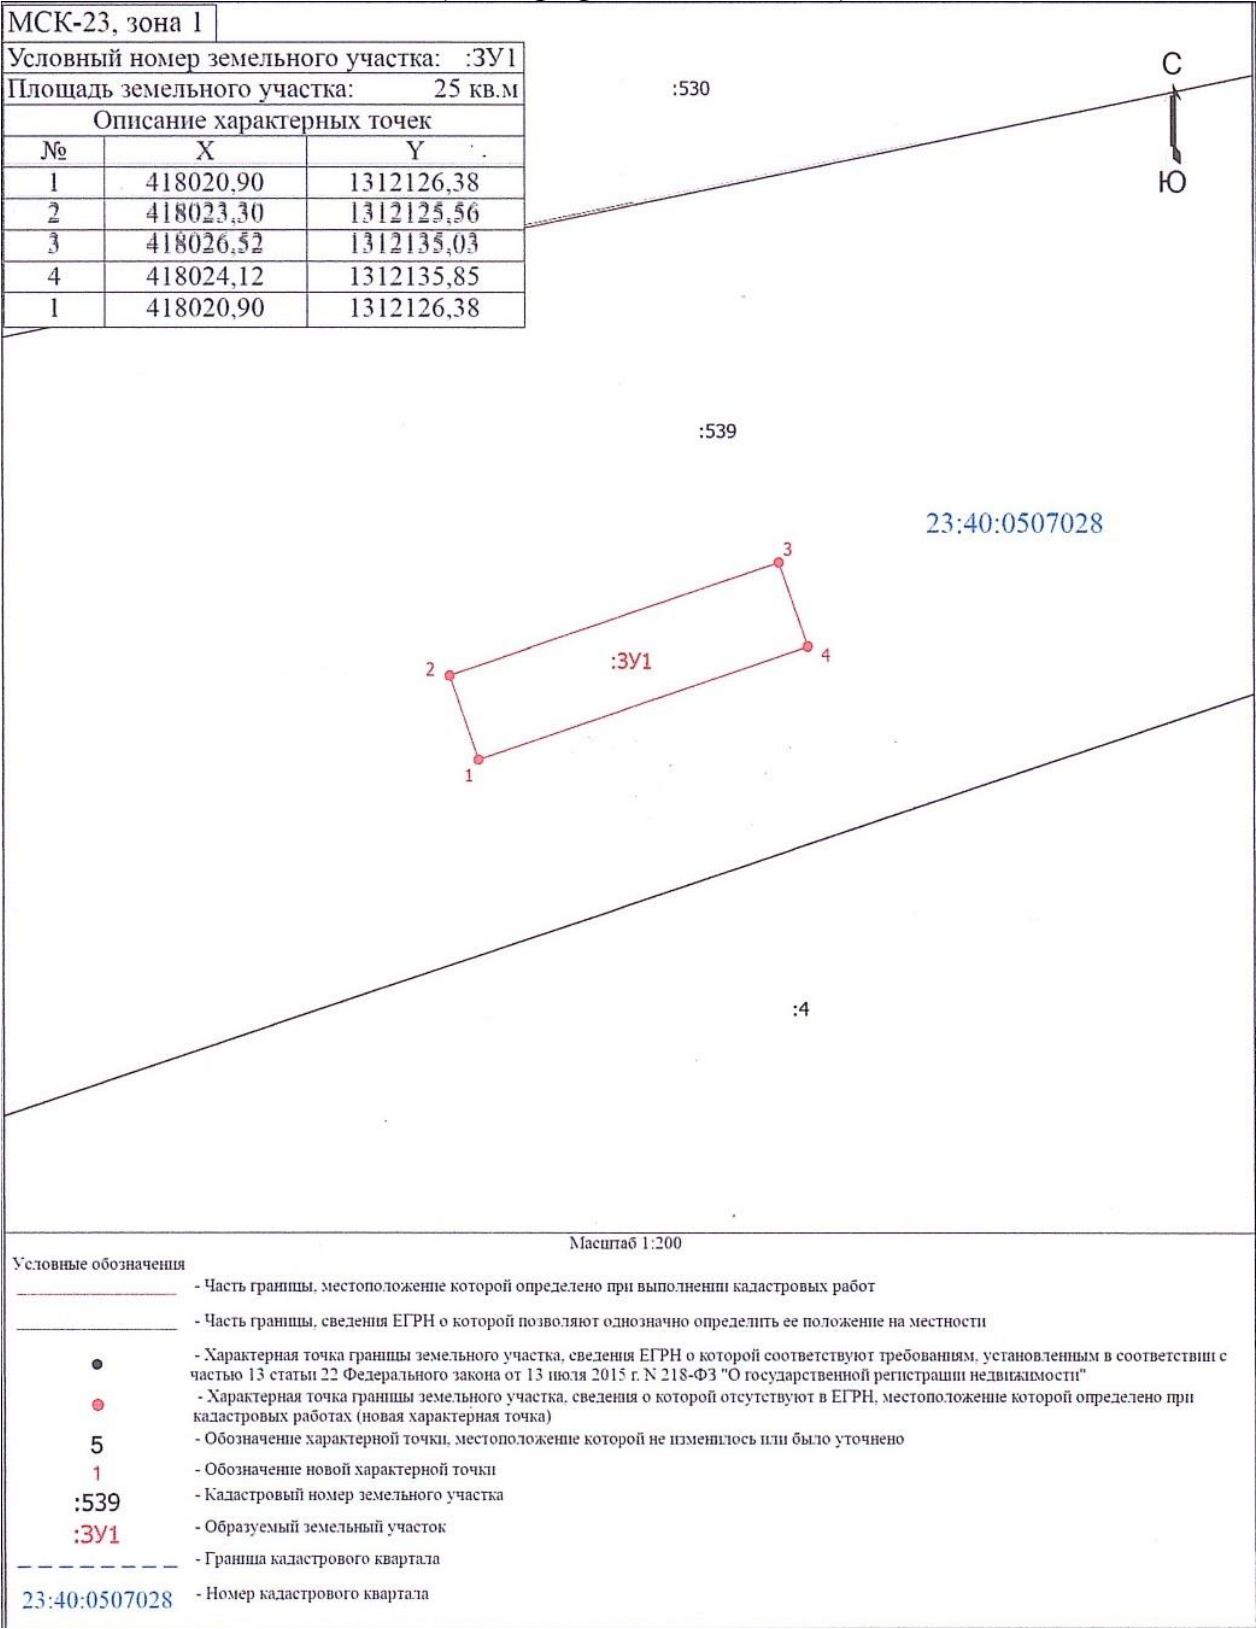 МСК-23, зона 1
Условный номер земельного участка: :ЗУ1
Площадь земельного участка: 25 кв.м
Описание характерных точек
№ X Y
1 418020,90 1312126,38
2 418023,30 1312125,56
3 418026,52 1312135,03
4 418024,12 1312135,85
1 418020,90 1312126,38
:530
С
Ю
:539
23:40:0507028
3
2
:ЗУ1
4
1
:4
Масштаб 1:200
Условные обозначения
- Часть границы, местоположение которой определено при выполнении кадастровых работ
- Часть границы, сведения ЕГРН о которой позволяют однозначно определить ее положение на местности
- Характерная точка границы земельного участка, сведения ЕГРН о которой соответствуют требованиям, установленным в соответствии с
частью 13 статьи 22 Федерального закона от 13 июля 2015 г. N 218-ФЗ "О государственной регистрации недвижимости"
- Характерная точка границы земельного участка, сведения о которой отсутствуют в ЕГРН, местоположение которой определено при
кадастровых работах (новая характерная точка)
5 - Обозначение характерной точки, местоположение которой не изменилось или было уточнено
1 - Обозначение новой характерной точки
:539 - Кадастровый номер земельного участка
:ЗУ1 - Образуемый земельный участок
- Граница кадастрового квартала
23:40:0507028 - Номер кадастрового квартала